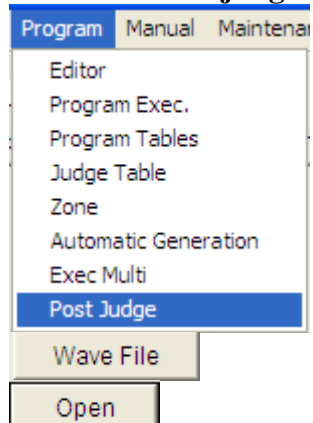 Program Manual Maintenan
Editor
Program Exec.
Program Tables
Judge Table
Zone
Automatic Generation
Exec Multi
Post Judge
Wave File
Open